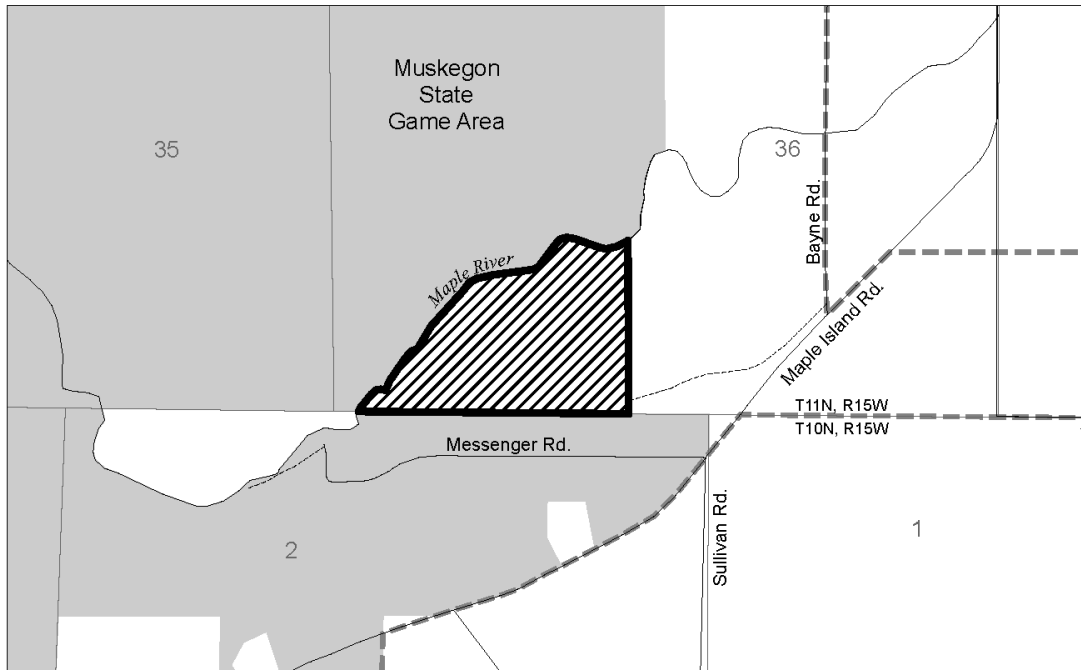 Muskegon
State
Game Area
35
36
Bayne Rd.
Maple River
Maple Island Rd.
T11N, R15W
T10N, R15W
Messenger Rd.
Sullivan Rd.
1
2